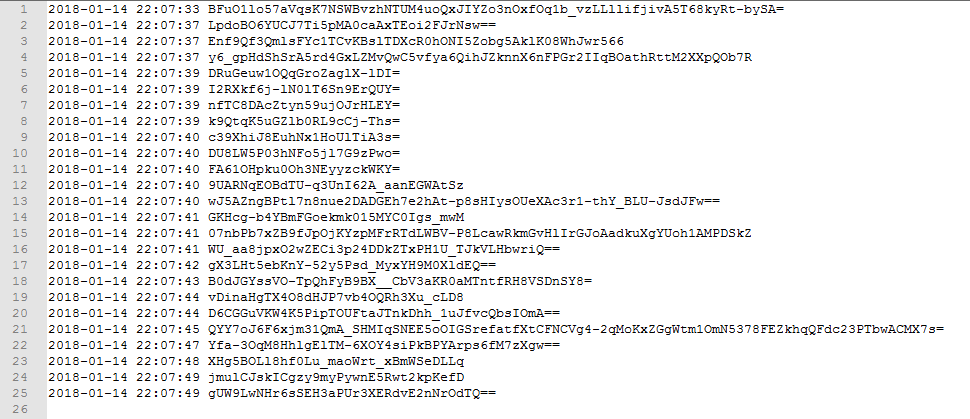 1 2018-01-14 22:07:33 BFuO1lo57aVqsK7NSWBvzhNTUM4uoQxJIYZo3nOxfOq1b_vzLLllifjivA5T68kyRt-bySA=
2 2018-01-14 22:07:37 LpdoBO6YUCJ7Ti5pMA0caAxTEoi2FJrNsw==
3 2018-01-14 22:07:37 Enf9Qf3QmlsFYc1TCvKBslTDXcR0hONI5Zobg5AklK08WhJwr566
4 2018-01-14 22:07:37 y6_gpHdShSrA5rd4GxLZMvQwC5vfya6QihJZknnX6nFPGr2IIqBOathRttM2XXpQOb7R
5 2018-01-14 22:07:39 DRuGeuw1OQqGroZaglX-lDI=
6 2018-01-14 22:07:39 I2RXkf6j-lN0lT6Sn9ErQUY=
7 2018-01-14 22:07:39 nfTC8DAcZtyn59ujOJrHLEY=
8 2018-01-14 22:07:39 k9QtqK5uGZlb0RL9cCj-Ths=
9 2018-01-14 22:07:40 c39XhiJ8EuhNx1HoUlTiA3s=
10 2018-01-14 22:07:40 DU8LW5P03hNFo5jl7G9zPwo=
11 2018-01-14 22:07:40 FA61OHpku0Oh3NEyyzckWKY=
12 2018-01-14 22:07:40 9UARNqEOBdTU-q3UnI62A_aanEGWAtSz
13 2018-01-14 22:07:40 wJ5AZngBPtl7n8nue2DADGEh7e2hAt-p8sHIysOUeXAc3r1-thY_BLU-JsdJFw==
14 2018-01-14 22:07:41 GKHcg-b4YBmFGoekmk015MYC0Igs_mwM
15 2018-01-14 22:07:41 07nbPb7xZB9fJpOjKYzpMFrRTdLWBV-P8LcawRkmGvHlIrGJoAadkuXgYUoh1AMPDSkZ
16 2018-01-14 22:07:41 WU_aa8jpxO2wZECi3p24DDkZTxPH1U_TJkVLHbwriQ==
17 2018-01-14 22:07:42 gX3LHt5ebKnY-52y5Psd_MyxYH9M0XldEQ==
18 2018-01-14 22:07:43 B0dJGYssVO-TpQhFyB9BX__CbV3aKR0aMTntfRH8VSDnSY8=
19 2018-01-14 22:07:44 vDinaHgTX4O8dHJP7vb4OQRh3Xu_cLD8
20 2018-01-14 22:07:44 D6CGGuVKW4K5PipTOUFtaJTnkDhh_1uJfvcQbsIOmA==
21 2018-01-14 22:07:45 QYY7oJ6F6xjm31QmA_SHMIqSNEE5oOIGSrefatfXtCFNCVg4-2qMoKxZGgWtm1OmN5378FEZkhqQFdc23PTbwACMX7s=
22 2018-01-14 22:07:47 Yfa-3OqM8HhlgElTM-6XOY4siPkBPYArps6fM7zXgw==
23 2018-01-14 22:07:48 XHg5BOLl8hf0Lu_maoWrt_xBmWSeDLLq
24 2018-01-14 22:07:49 jmulCJskICgzy9myPywnE5Rwt2kpKefD
25 2018-01-14 22:07:49 gUW9LwNHr6sSEH3aPUr3XERdvE2nNrOdTQ==
26